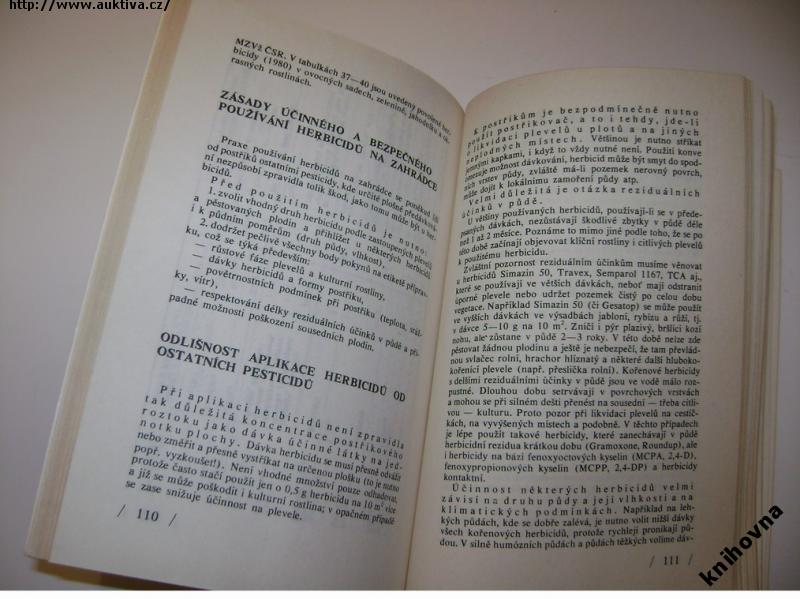 http://www.auktiva.cz/
MZVž ČSR. V tabulkách 37—40 jsou uvedeny povolené her-
bicidy (1980) v ovocných sadech, zelenině, jahodníku a ok-
rasných rostlinách.
ZÁSADY ÚČINNÉHO A BEZPEČNÉHO
POUŽÍVÁNÍ HERBICIDŮ NA ZAHRÁDCE
Praxe používání herbicidů na zahrádce se poněkud liší
od postřiků ostatními pesticidy, kde určité plošné předávkování
ní nezpůsobí zpravidla tolik škod, jako tomu může být u her-
bicidů.
Před použitím herbicidů je nutno:
1. zvolit vhodný druh herbicidu podle zastoupených plevelů
a pěstovaných plodin a přihlížet u některých herbicidů
i k půdním poměrům (druh půdy, vlhkost),
2. dodržet pečlivě všechny body pokynů na etiketě příprav-
ku, což se týká především:
— růstové fáze plevelů a kulturní rostliny,
— dávky herbicidů a formy postřiku,
— povětrnostních podmínek při postřiku (teplota, sráž-
ky, vítr),
— respektování délky reziduálních účinků v půdě a pří-
padné možnosti poškození sousedních plodin.
ODLIŠNOST APLIKACE HERBICIDŮ OD
OSTATNÍCH PESTICIDŮ
Při aplikaci herbicidů není zpravidla
tak důležitá koncentrace postřikového
roztoku jako dávka účinné látky na jed-
notku plochy. Dávka herbicidu se musí přesně odvážit
nebo změřit a přesně vystříkat na určenou plošku (to je nutno
popř. vyzkoušet!). Není vhodné množství pouze odhadovat,
protože často stačí použít jen o 0,5 g herbicidu na 10 m² více
a již se může poškodit i kulturní rostlina; v opačném případě
se zase snižuje účinnost na plevele.
/ 110 /
K postřikům je bezpodmínečně nutno
použít postřikovač, a to i tehdy, jde-li
o likvidaci plevelů u plotů a na jiných
neplodných místech. Většinou je nutno stříkat
jemnými kapkami, i když to vždy nutné není. Použití konve
znemožňuje možnost dávkování, herbicid může být smyt do spod-
ní vrstvy půdy, zvláště má-li pozemek nerovný povrch,
může dojít k lokálnímu zamoření půdy atp.
Velmi důležitá je otázka reziduálních
účinků v půdě.
U většiny používaných herbicidů, používají-li se v přede-
psaných dávkách, nezůstávají škodlivé zbytky v půdě déle
než 1 až 2 měsíce. Poznáme to mimo jiné podle toho, že se po
této době začínají objevovat klíční rostliny i citlivých plevelů
k použitému herbicidu.
Zvláštní pozornost reziduálním účinkům musíme věnovat
u herbicidů Simazin 50, Travex, Semparol 1167, TCA aj.,
které se používají ve větších dávkách, neboť mají odstranit
úporné plevele nebo udržet pozemek čistý po celou dobu
vegetace. Například Simazin 50 (či Gesatop) se může použít
ve vyšších dávkách ve výsadbách jabloní, rybízu a růží, tj.
v dávce 5—10 g na 10 m². Zničí i pýr plazivý, bršlici kozí
nohu, ale zůstane v půdě 2—3 roky. V této době nelze zde
pěstovat žádnou plodinu a ještě je nebezpečí, že tam převlád-
nou svlačec rolní, hrachor hlíznatý a některé další hluboko-
kořenící plevele (např. přeslička rolní). Kořenové herbicidy
s delšími reziduálními účinky v půdě jsou ve vodě málo roz-
pustné. Dlouhou dobu setrvávají v povrchových vrstvách
a mohou se při silném dešti přenést na sousední — třeba citli-
vou — kulturu. Proto pozor při likvidaci plevelů na cestič-
kách, na vyvýšených místech a podobně. V těchto případech
je lépe použít takové herbicidy, které zanechávají v půdě
herbicidní rezidua krátkou dobu (Gramoxone, Roundup), ale
i herbicidy na bázi fenoxyoctových kyselin (MCPA, 2,4-D),
fenoxypropionových kyselin (MCPP, 2,4-DP) a herbicidy
kontaktní.
Účinnost některých herbicidů velmi
závisí na druhu půdy a její vlhkosti a na
klimatických podmínkách. Například na leh-
kých půdách, kde se dobře zalévá, je nutno volit nižší dávky
všech kořenových herbicidů, protože rychleji pronikají pů-
dou. V silně humózních půdách a půdách těžkých volíme dáv-
/ 111 /
knihovna